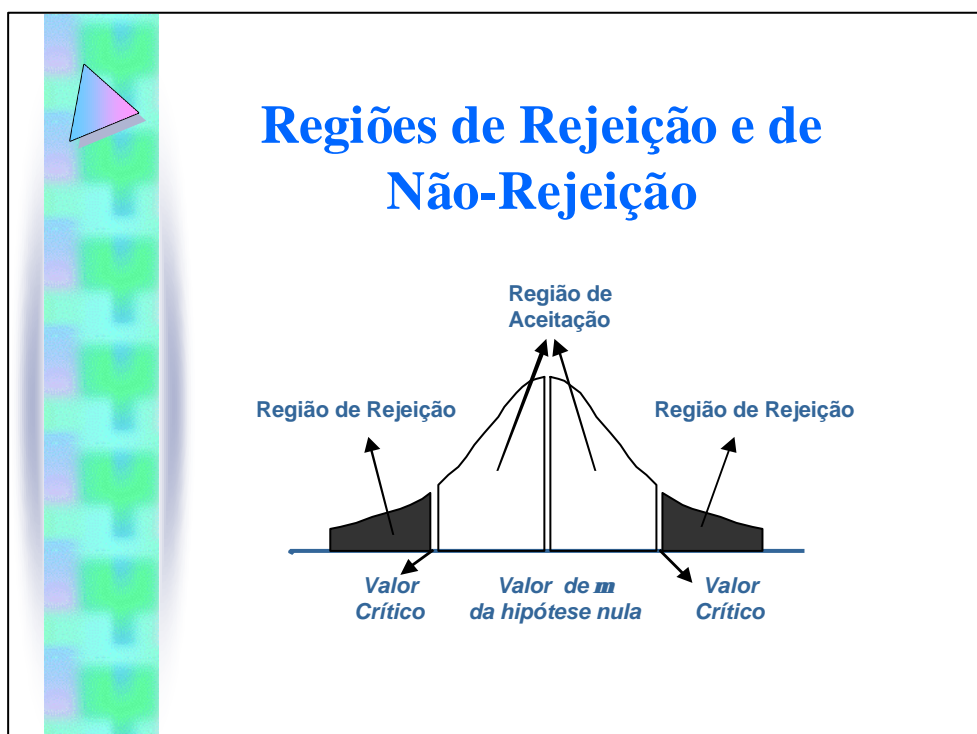 Regiões de Rejeição e de
Não-Rejeição
Região de
Aceitação
Região de Rejeição
Região de Rejeição
Valor
Crítico
Valor de m
da hipótese nula
Valor
Crítico